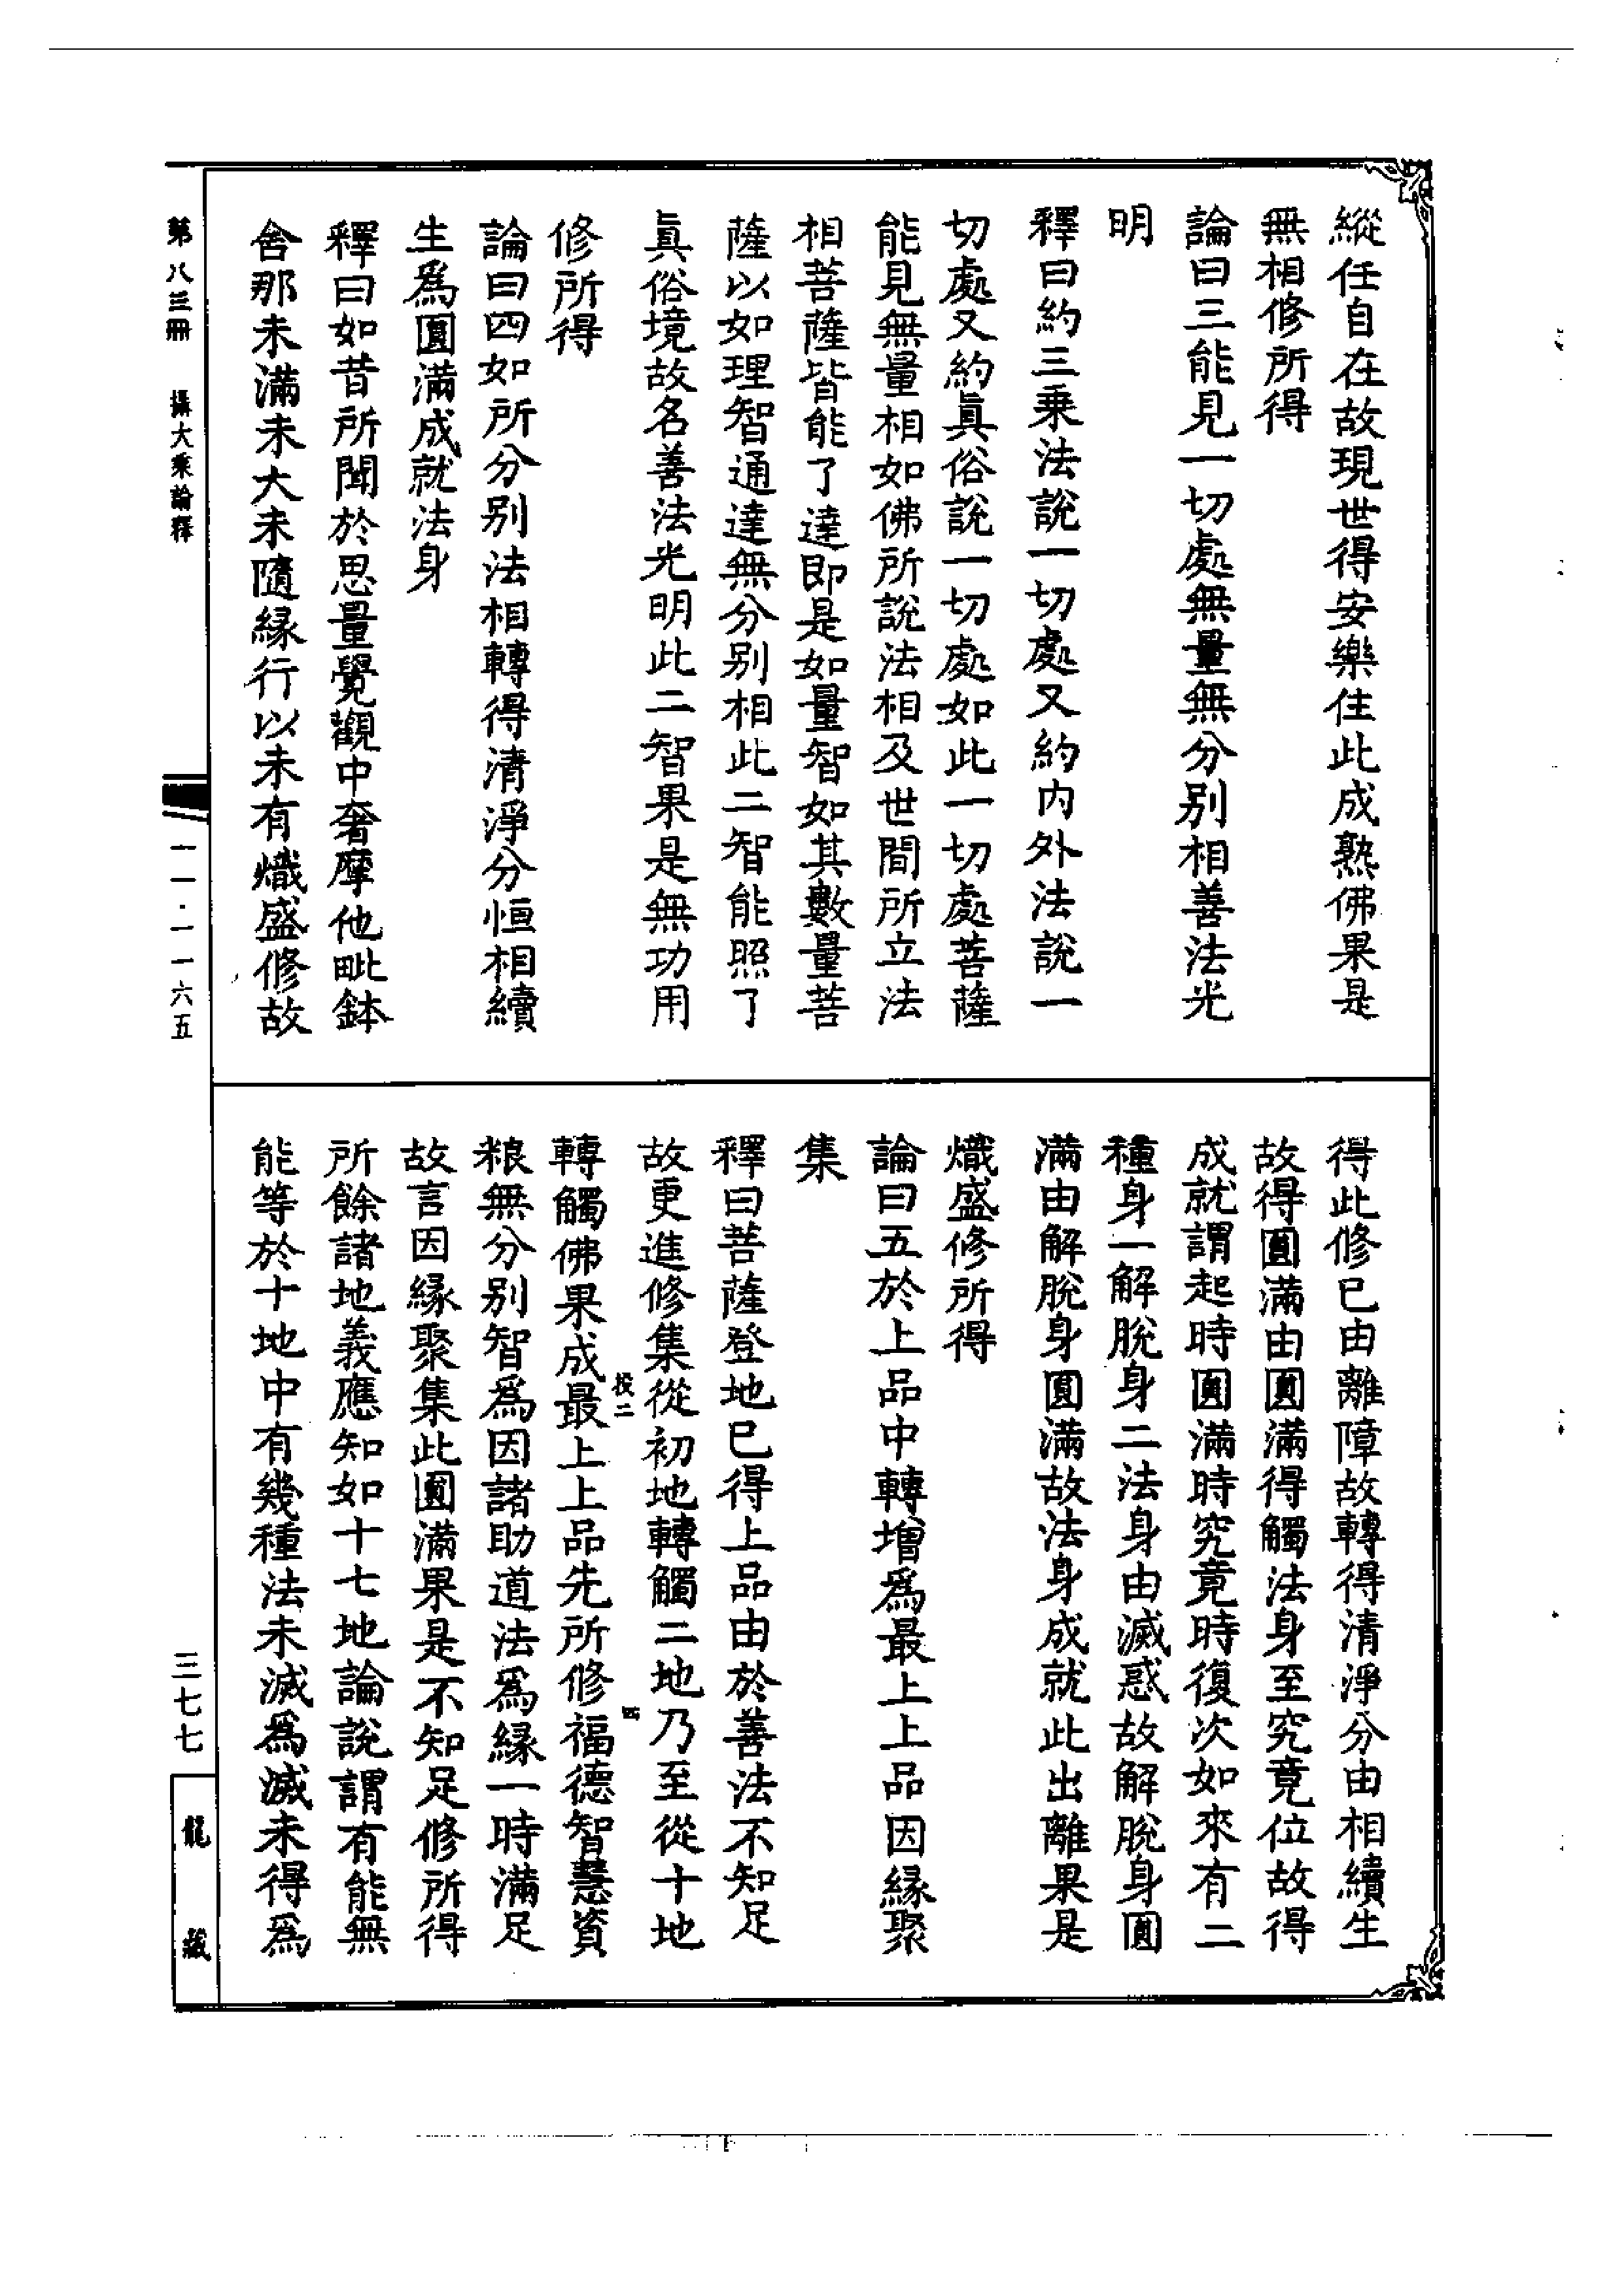 縱任自在故現世得安樂住此成熟佛果是
無相修所得
論曰三能見一切處無量無分別相善法光
明
釋曰約三乘法說一切處又約內外法說一
切處又約眞俗說一切處如此一切處菩薩
能見無量相如佛所說法相及世間所立法
相菩薩皆能了達即是如量智如其數量菩
薩以如理智通達無分別相此二智能照了
眞俗境故名善法光明此二智果是無功用
修所得
論曰四如所分別法相轉得清淨分恒相續
生爲圓滿成就法身
釋曰如昔所聞於思量覺觀中奢摩他毗鉢
舍那未滿未大未隨緣行以未有熾盛修故
得此修已由離障故轉得清淨分由相續生
故得圓滿由圓滿得觸法身至究竟位故得
成就謂起時圓滿時究竟時復次如來有二
種身一解脫身二法身由滅惑故解脫身圓
滿由解脫身圓滿故法身成就此出離果是
熾盛修所得
論曰五於上品中轉增爲最上上品因緣聚
集
釋曰菩薩登地已得上品由於善法不知足
故更進修集從初地轉觸二地乃至從十地
轉觸佛果成最上上品先所修福德智慧資
粮無分別智爲因諸助道法爲緣一時滿足
故言因緣聚集此圓滿果是不知足修所得
所餘諸地義應知如十七地論說謂有能無
能等於十地中有幾種法未滅爲滅未得爲
第八三冊 攝大乘論釋
一一·一一六五
三七七
龍藏
投二
四